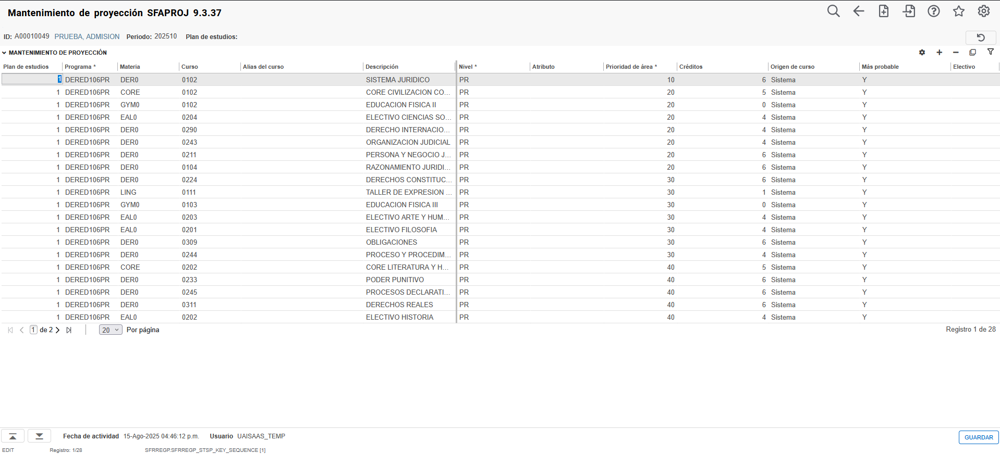 Mantenimiento de proyección SFAPROJ 9.3.37
ID: A00010049 PRUEBA, ADMISION Periodo: 202510 Plan de estudios:
MANTENIMIENTO DE PROYECCIÓN
Plan de estudios Programa * Materia Curso Alias del curso Descripción Nivel * Atributo Prioridad de área * Créditos Origen de curso Más probable Electivo
1 DERED106PR DER0 0102 SISTEMA JURIDICO PR 10 6 Sistema Y
1 DERED106PR CORE 0102 CORE CIVILIZACION CO... PR 20 5 Sistema Y
1 DERED106PR GYM0 0102 EDUCACION FISICA II PR 20 0 Sistema Y
1 DERED106PR EAL0 0204 ELECTIVO CIENCIAS SO... PR 20 4 Sistema Y
1 DERED106PR DER0 0290 DERECHO INTERNACIO... PR 20 4 Sistema Y
1 DERED106PR DER0 0243 ORGANIZACION JUDICIAL PR 20 4 Sistema Y
1 DERED106PR DER0 0211 PERSONA Y NEGOCIO J... PR 20 6 Sistema Y
1 DERED106PR DER0 0104 RAZONAMIENTO JURIDI... PR 20 6 Sistema Y
1 DERED106PR DER0 0224 DERECHOS CONSTITUC... PR 30 6 Sistema Y
1 DERED106PR LING 0111 TALLER DE EXPRESION ... PR 30 1 Sistema Y
1 DERED106PR GYM0 0103 EDUCACION FISICA III PR 30 0 Sistema Y
1 DERED106PR EAL0 0203 ELECTIVO ARTE Y HUM... PR 30 4 Sistema Y
1 DERED106PR EAL0 0201 ELECTIVO FILOSOFIA PR 30 4 Sistema Y
1 DERED106PR DER0 0309 OBLIGACIONES PR 30 6 Sistema Y
1 DERED106PR DER0 0244 PROCESO Y PROCEDIM... PR 30 4 Sistema Y
1 DERED106PR CORE 0202 CORE LITERATURA Y H... PR 40 5 Sistema Y
1 DERED106PR DER0 0233 PODER PUNITIVO PR 40 6 Sistema Y
1 DERED106PR DER0 0245 PROCESOS DECLARATI... PR 40 6 Sistema Y
1 DERED106PR DER0 0311 DERECHOS REALES PR 40 6 Sistema Y
1 DERED106PR EAL0 0202 ELECTIVO HISTORIA PR 40 4 Sistema Y
1 de 2 20 Por página Registro 1 de 28
Fecha de actividad 15-Ago-2025 04:46:12 p.m. Usuario UAISAAS_TEMP GUARDAR
EDIT Registro: 1/28 SFRREGP.SFRREGP_STSP_KEY_SEQUENCE [1]